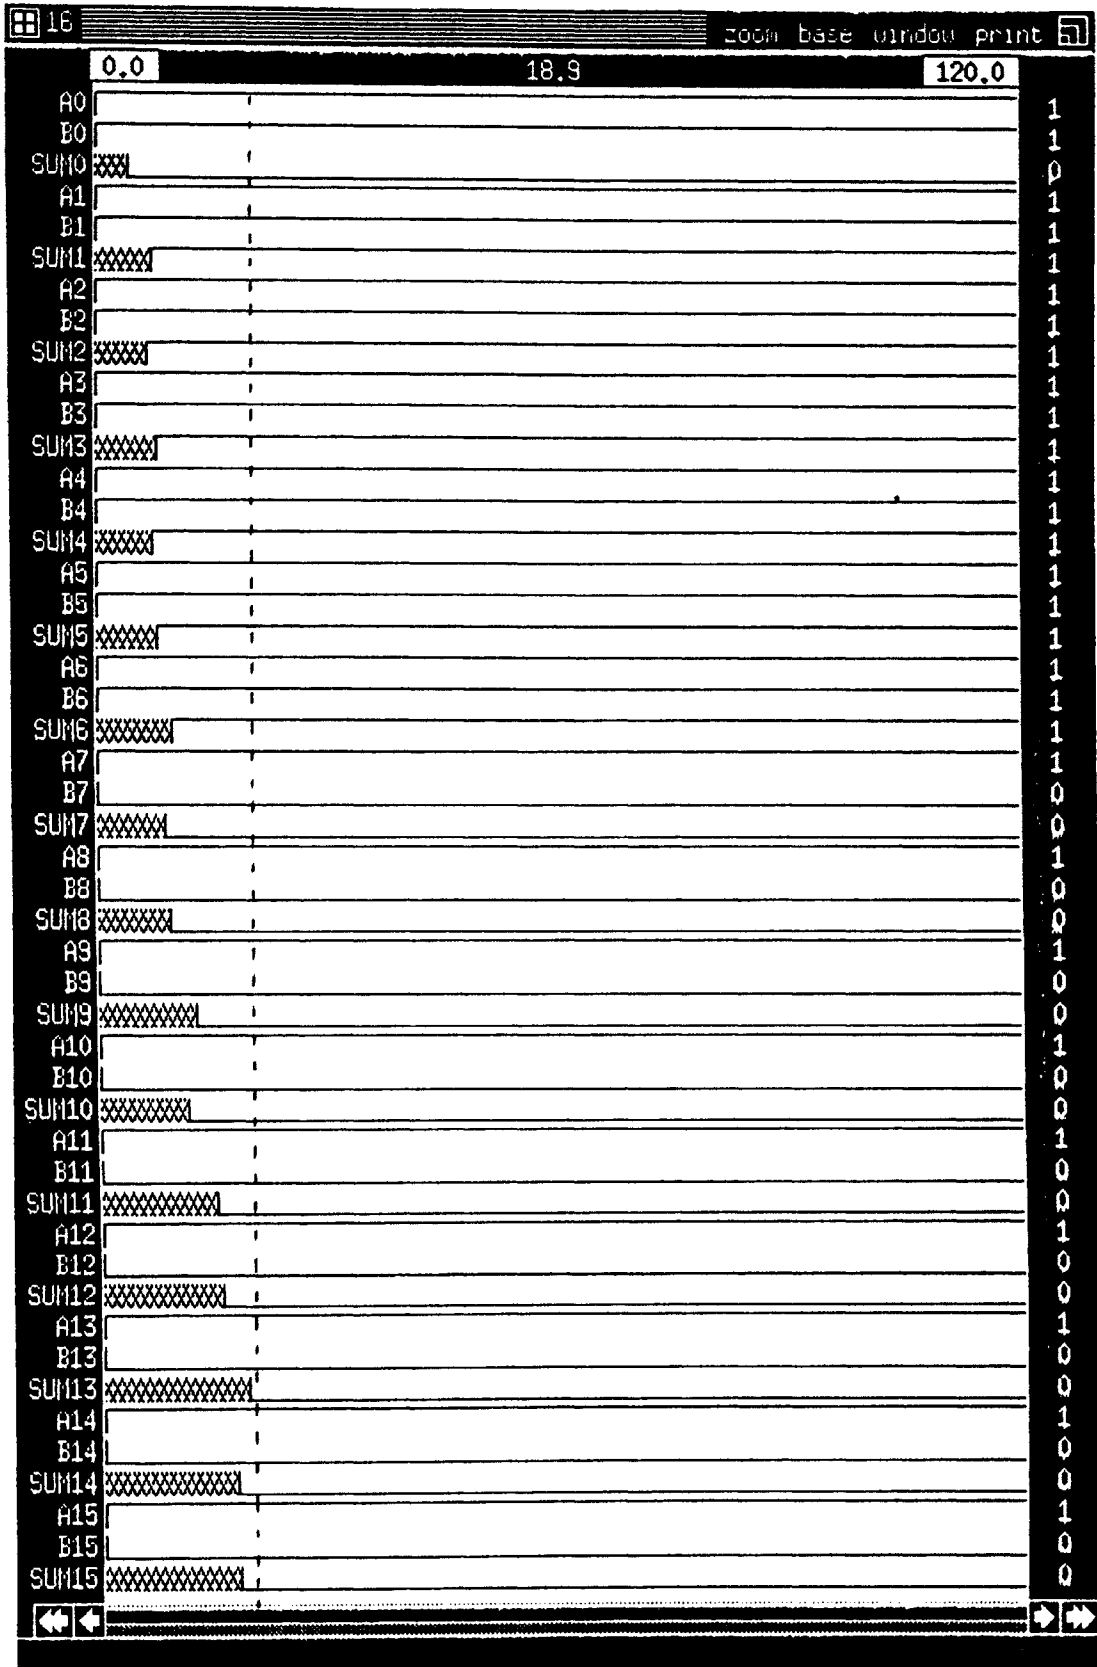 16 zoom base window print
0.0 18.9 120.0
A0 1
B0 1
SUM0 0
A1 1
B1 1
SUM1 1
A2 1
B2 1
SUM2 1
A3 1
B3 1
SUM3 1
A4 1
B4 1
SUM4 1
A5 1
B5 1
SUM5 1
A6 1
B6 1
SUM6 1
A7 1
B7 0
SUM7 0
A8 1
B8 0
SUM8 0
A9 1
B9 0
SUM9 0
A10 1
B10 0
SUM10 0
A11 1
B11 0
SUM11 0
A12 1
B12 0
SUM12 0
A13 1
B13 0
SUM13 0
A14 1
B14 0
SUM14 0
A15 1
B15 0
SUM15 0